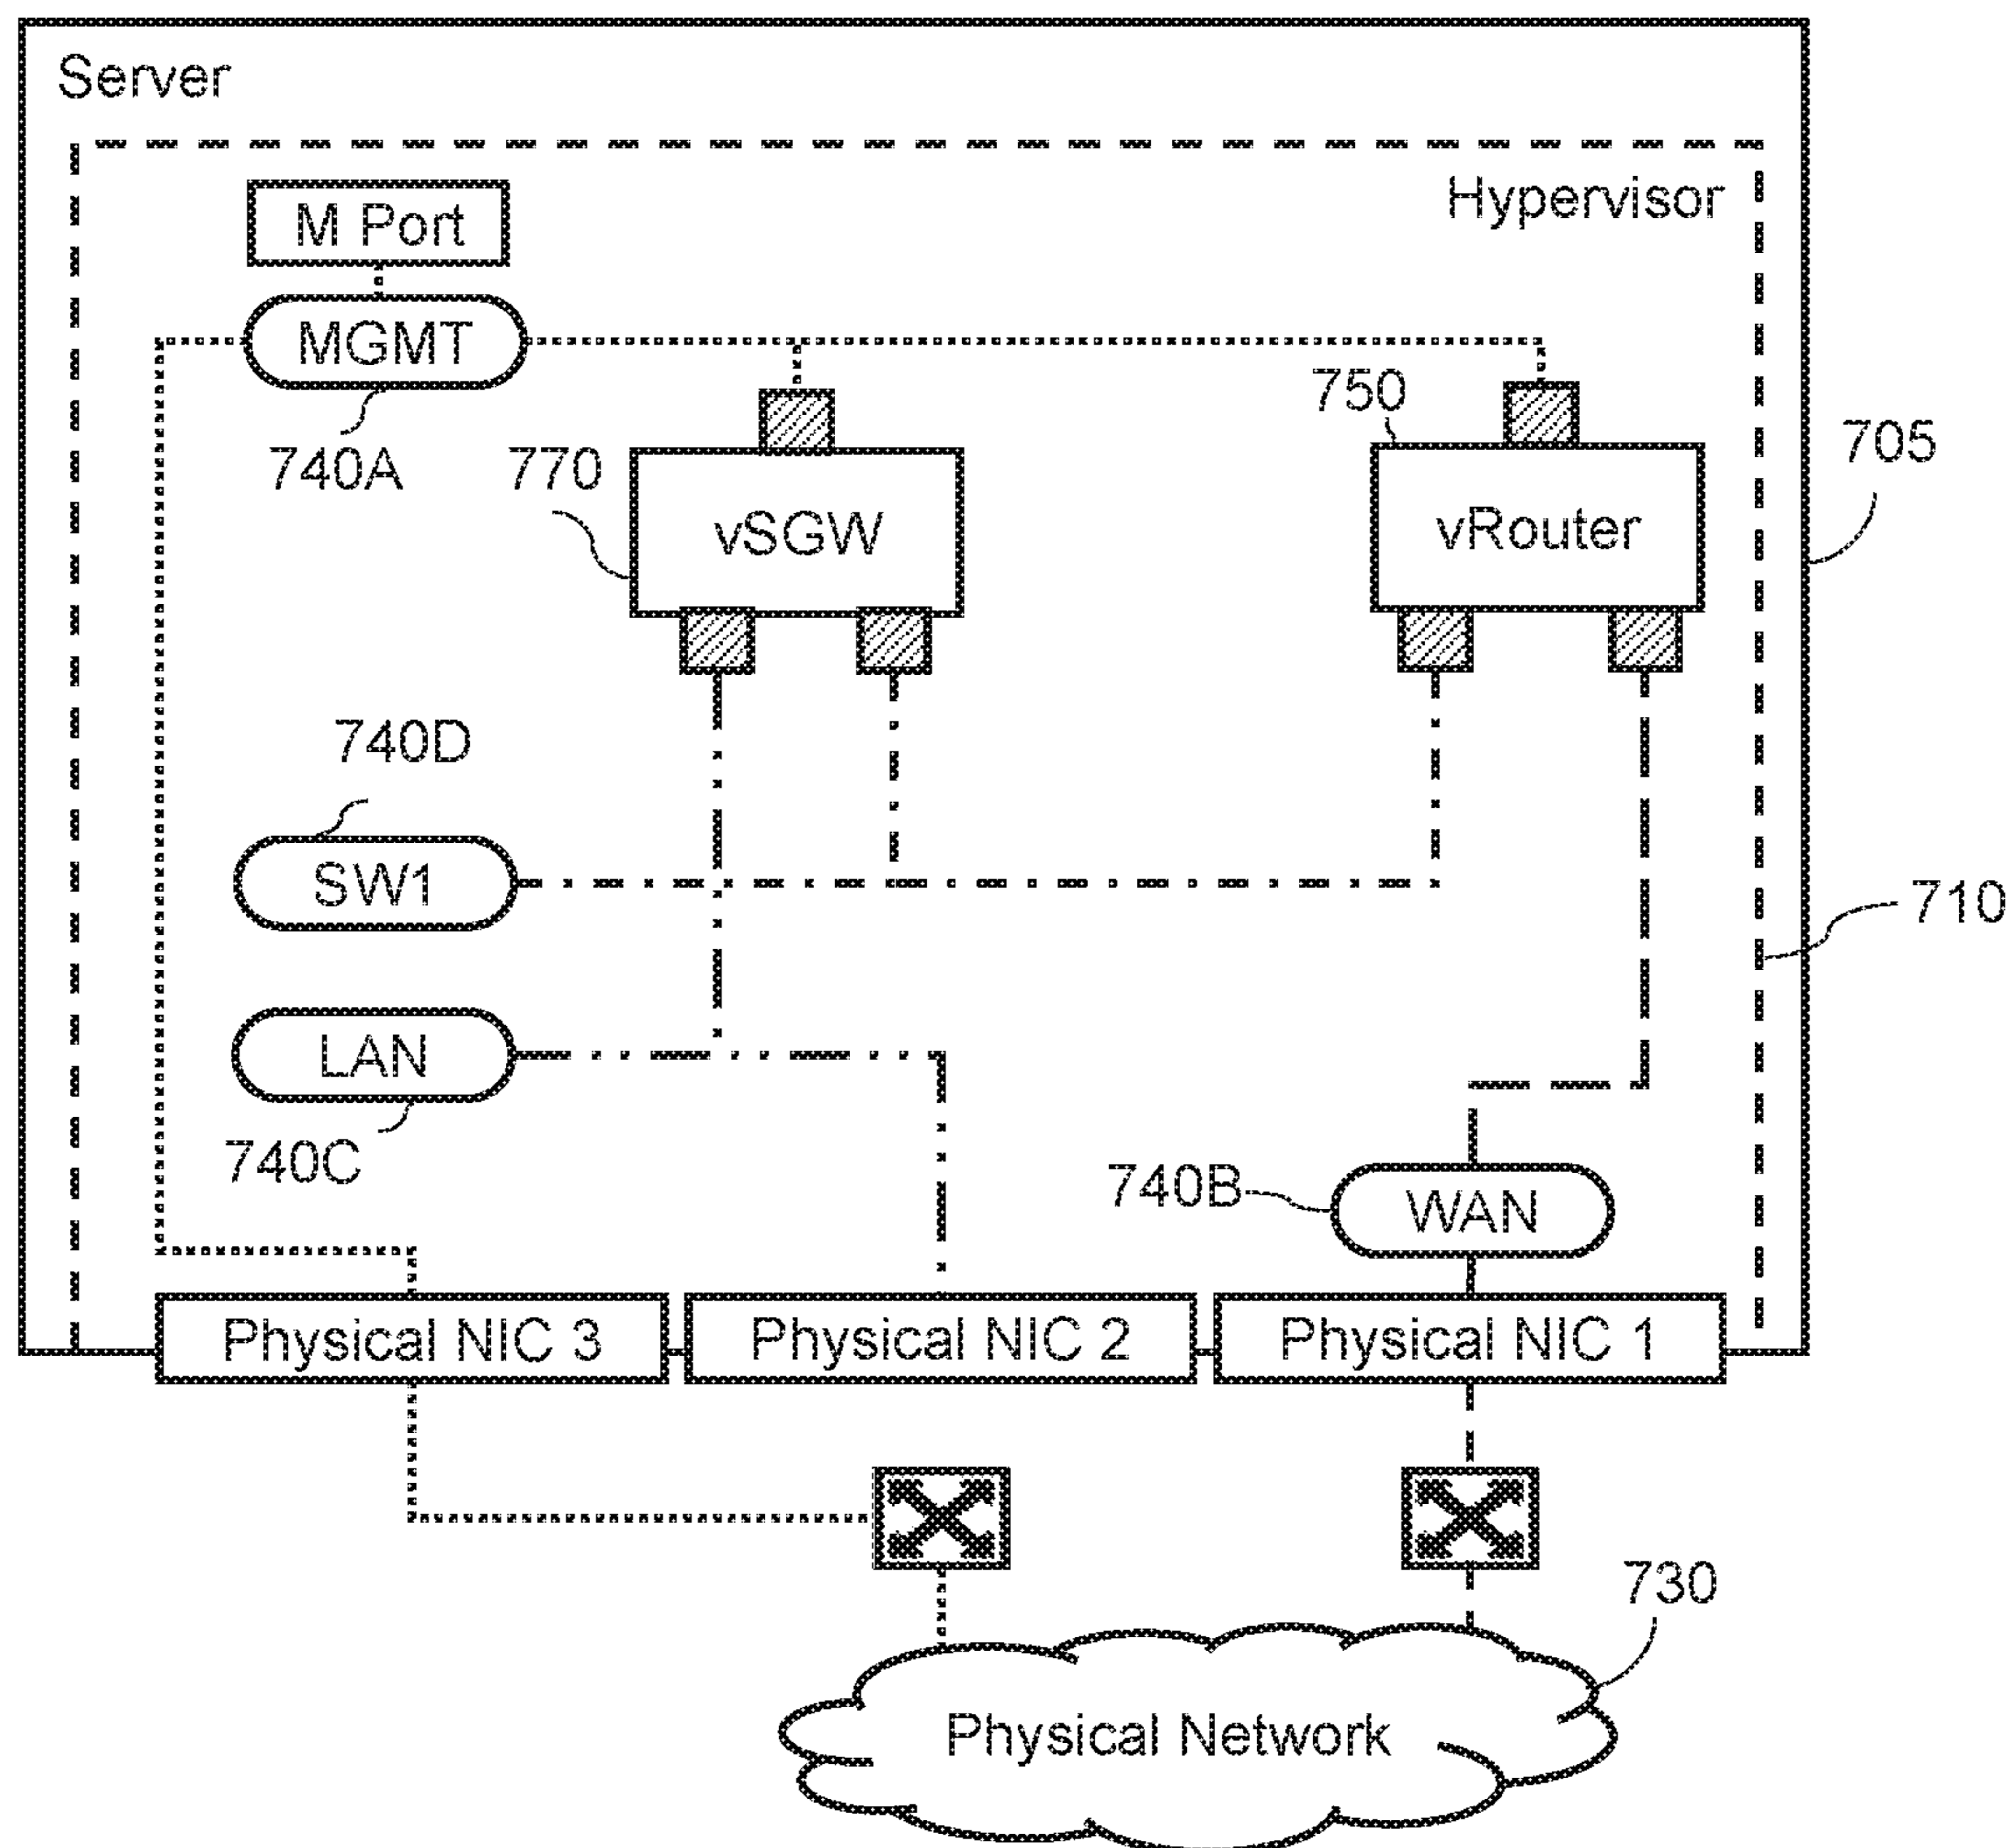 Server
Hypervisor
M Port
MGMT
740A
770
750
705
vSGW
vRouter
740D
SW1
710
LAN
740C
740B
WAN
Physical NIC 3
Physical NIC 2
Physical NIC 1
730
Physical Network